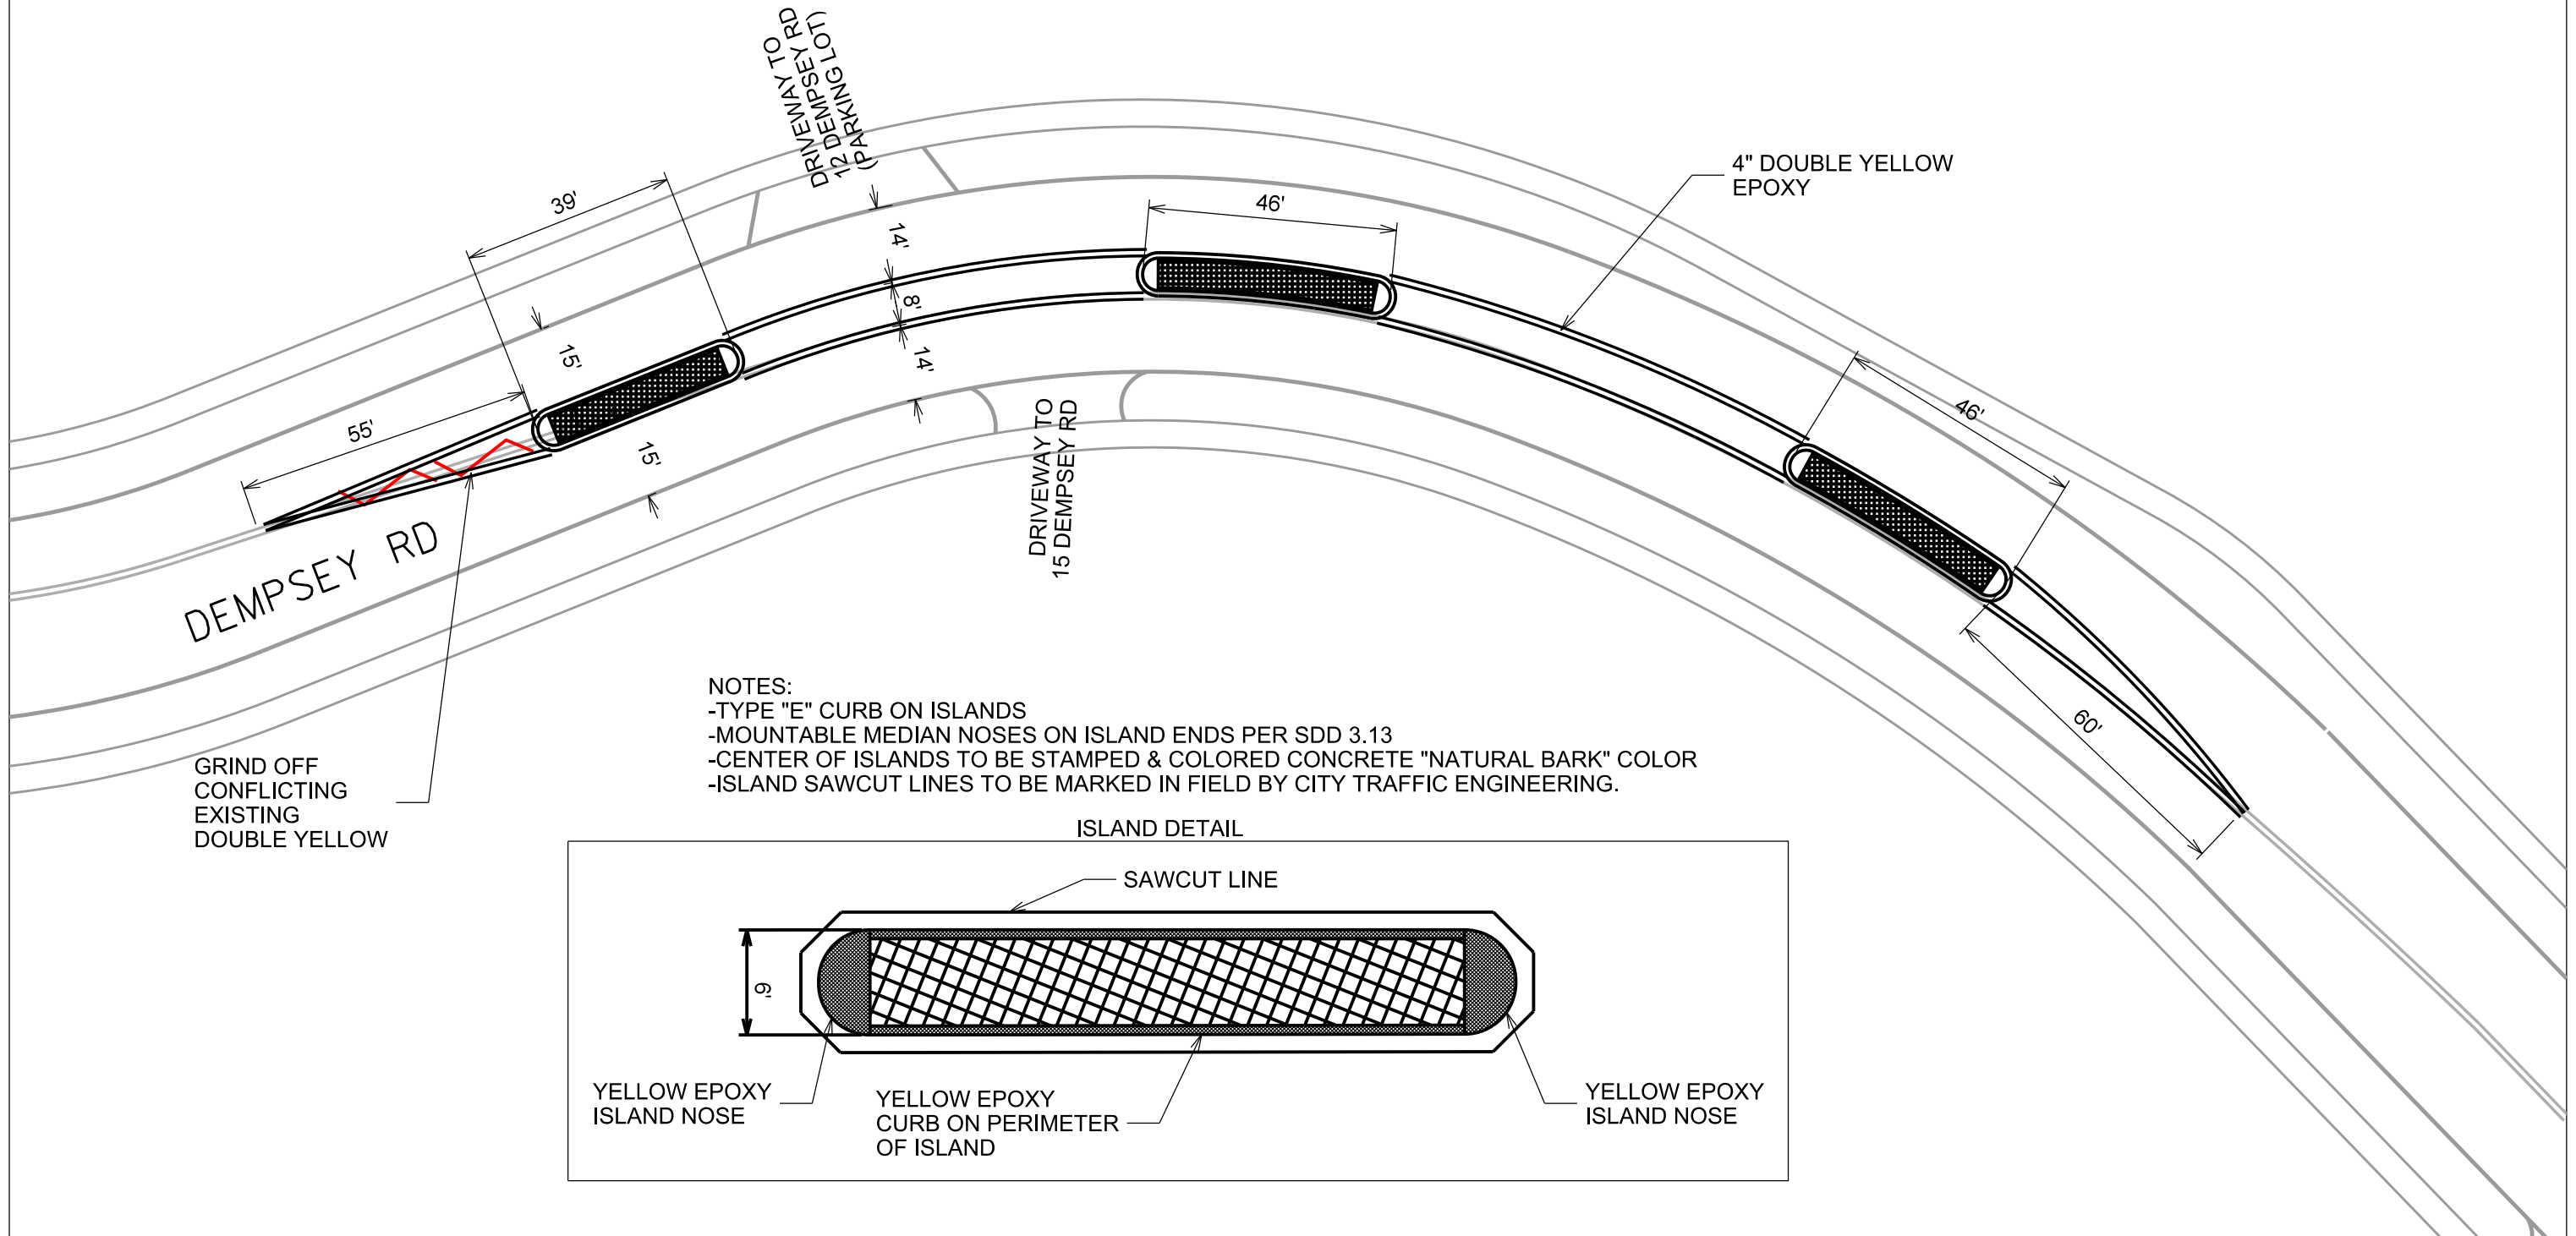 DRIVEWAY TO
12 DEMPSEY RD
(PARKING LOT)
4" DOUBLE YELLOW
EPOXY
39'
46'
14'
8'
14'
15'
55'
15'
46'
DRIVEWAY TO
15 DEMPSEY RD
DEMPSEY RD
60'
GRIND OFF
CONFLICTING
EXISTING
DOUBLE YELLOW
NOTES:
-TYPE "E" CURB ON ISLANDS
-MOUNTABLE MEDIAN NOSES ON ISLAND ENDS PER SDD 3.13
-CENTER OF ISLANDS TO BE STAMPED & COLORED CONCRETE "NATURAL BARK" COLOR
-ISLAND SAWCUT LINES TO BE MARKED IN FIELD BY CITY TRAFFIC ENGINEERING.
ISLAND DETAIL
SAWCUT LINE
6'
YELLOW EPOXY
ISLAND NOSE
YELLOW EPOXY
CURB ON PERIMETER
OF ISLAND
YELLOW EPOXY
ISLAND NOSE